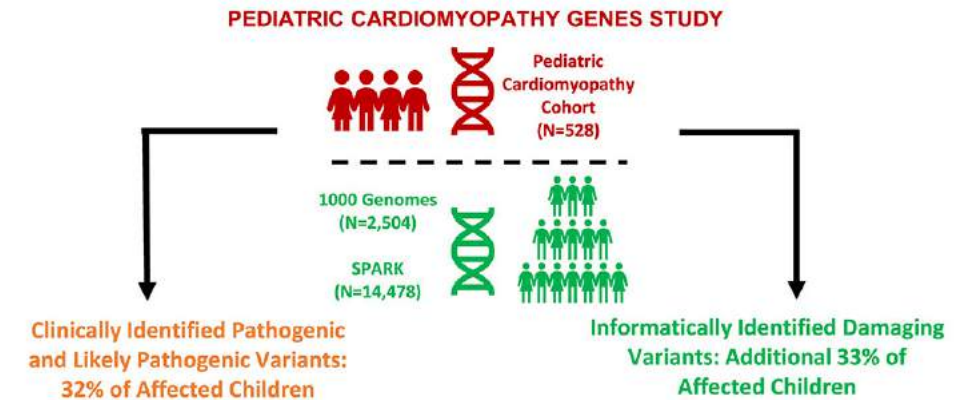 PEDIATRIC CARDIOMYOPATHY GENES STUDY
Pediatric
Cardiomyopathy
Cohort
(N=528)
1000 Genomes
(N=2,504)
SPARK
(N=14,478)
Clinically Identified Pathogenic
and Likely Pathogenic Variants:
32% of Affected Children
Informatically Identified Damaging
Variants: Additional 33% of
Affected Children